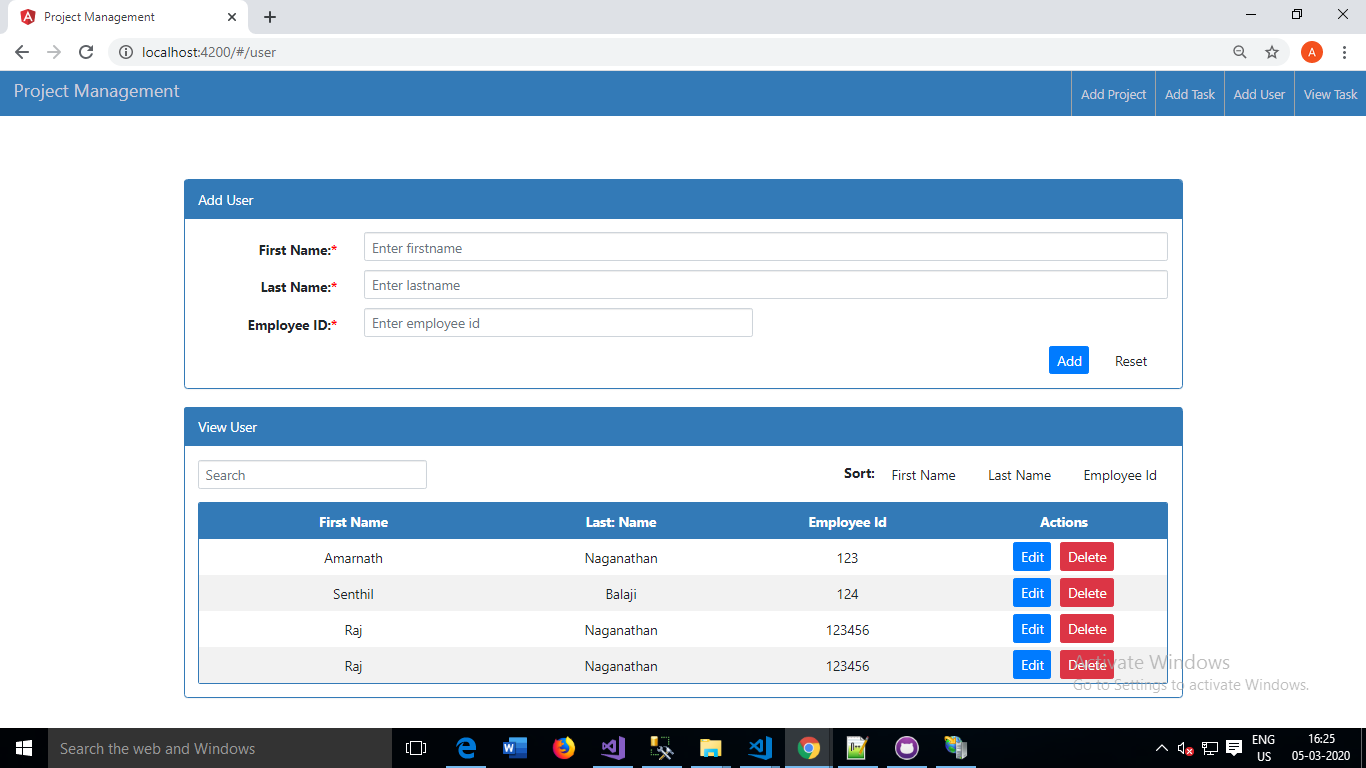 Project Management
localhost:4200/#/user
A
Project Management
Add Project
Add Task
Add User
View Task
Add User
First Name:*
Enter firstname
Last Name:*
Enter lastname
Employee ID:*
Enter employee id
Add
Reset
View User
Search
Sort: First Name Last Name Employee Id
First Name Last: Name Employee Id Actions
Amarnath Naganathan 123 Edit Delete
Senthil Balaji 124 Edit Delete
Raj Naganathan 123456 Edit Delete
Raj Naganathan 123456 Edit Delete
Activate Windows
Go to Settings to activate Windows.
Search the web and Windows
ENG
US
16:25
05-03-2020